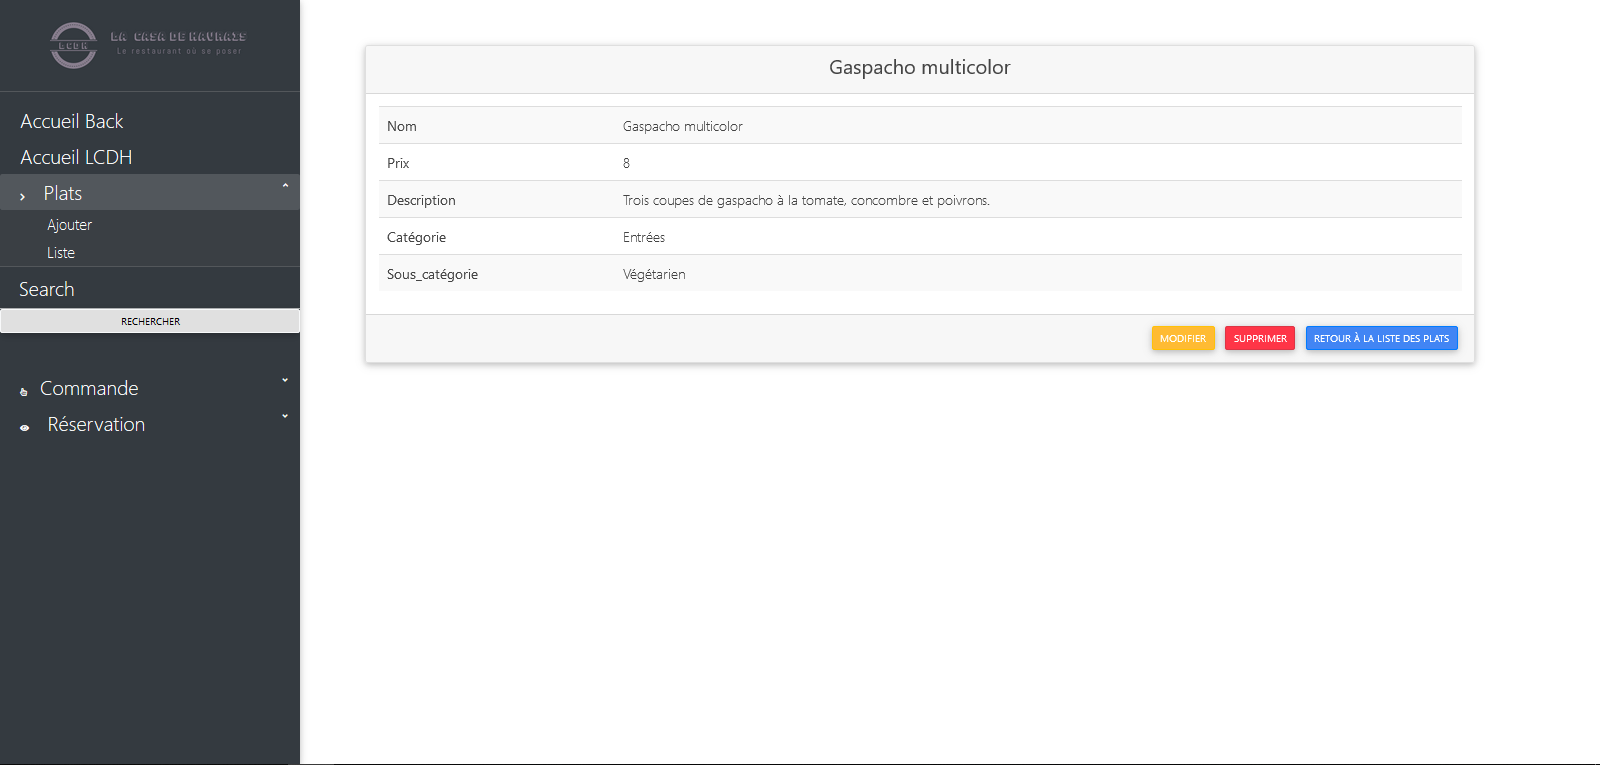 LCDH
LA CASA DE HAVRAIS
Le restaurant où se poser
Accueil Back
Accueil LCDH
Plats
Ajouter
Liste
Search
RECHERCHER
Commande
Réservation
Gaspacho multicolor
Nom Gaspacho multicolor
Prix 8
Description Trois coupes de gaspacho à la tomate, concombre et poivrons.
Catégorie Entrées
Sous_catégorie Végétarien
MODIFIER SUPPRIMER RETOUR À LA LISTE DES PLATS